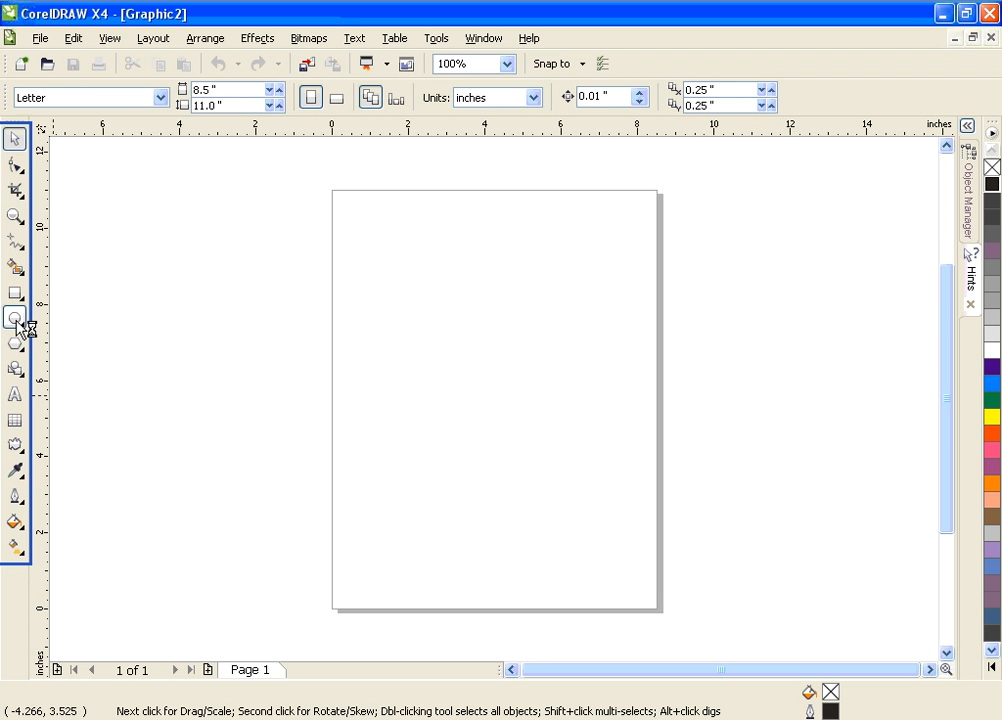 CorelDRAW X4 - [Graphic2]
File Edit View Layout Arrange Effects Bitmaps Text Table Tools Window Help
100% Snap to
Letter 8.5 " 11.0 " Units: inches 0.01 " 0.25 " 0.25 "
6 4 2 0 2 4 6 8 10 12 14 inches
12
10
8
6
4
2
0
inches
Object Manager
Hints
1 of 1 Page 1
( -4.266, 3.525 ) Next click for Drag/Scale; Second click for Rotate/Skew; Dbl-clicking tool selects all objects; Shift+click multi-selects; Alt+click digs